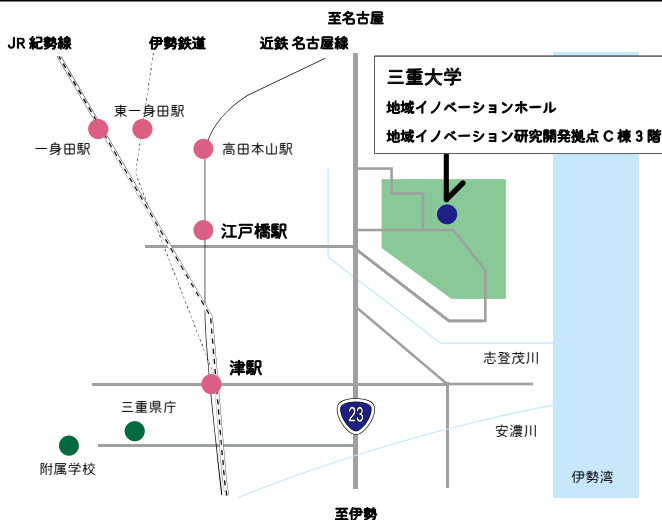 至名古屋
JR 紀勢線
伊勢鉄道
近鉄 名古屋線
三重大学
地域イノベーションホール
地域イノベーション研究開発拠点 C 棟 3 階
東一身田駅
一身田駅
高田本山駅
江戸橋駅
志登茂川
津駅
三重県庁
23
安濃川
附属学校
伊勢湾
至伊勢